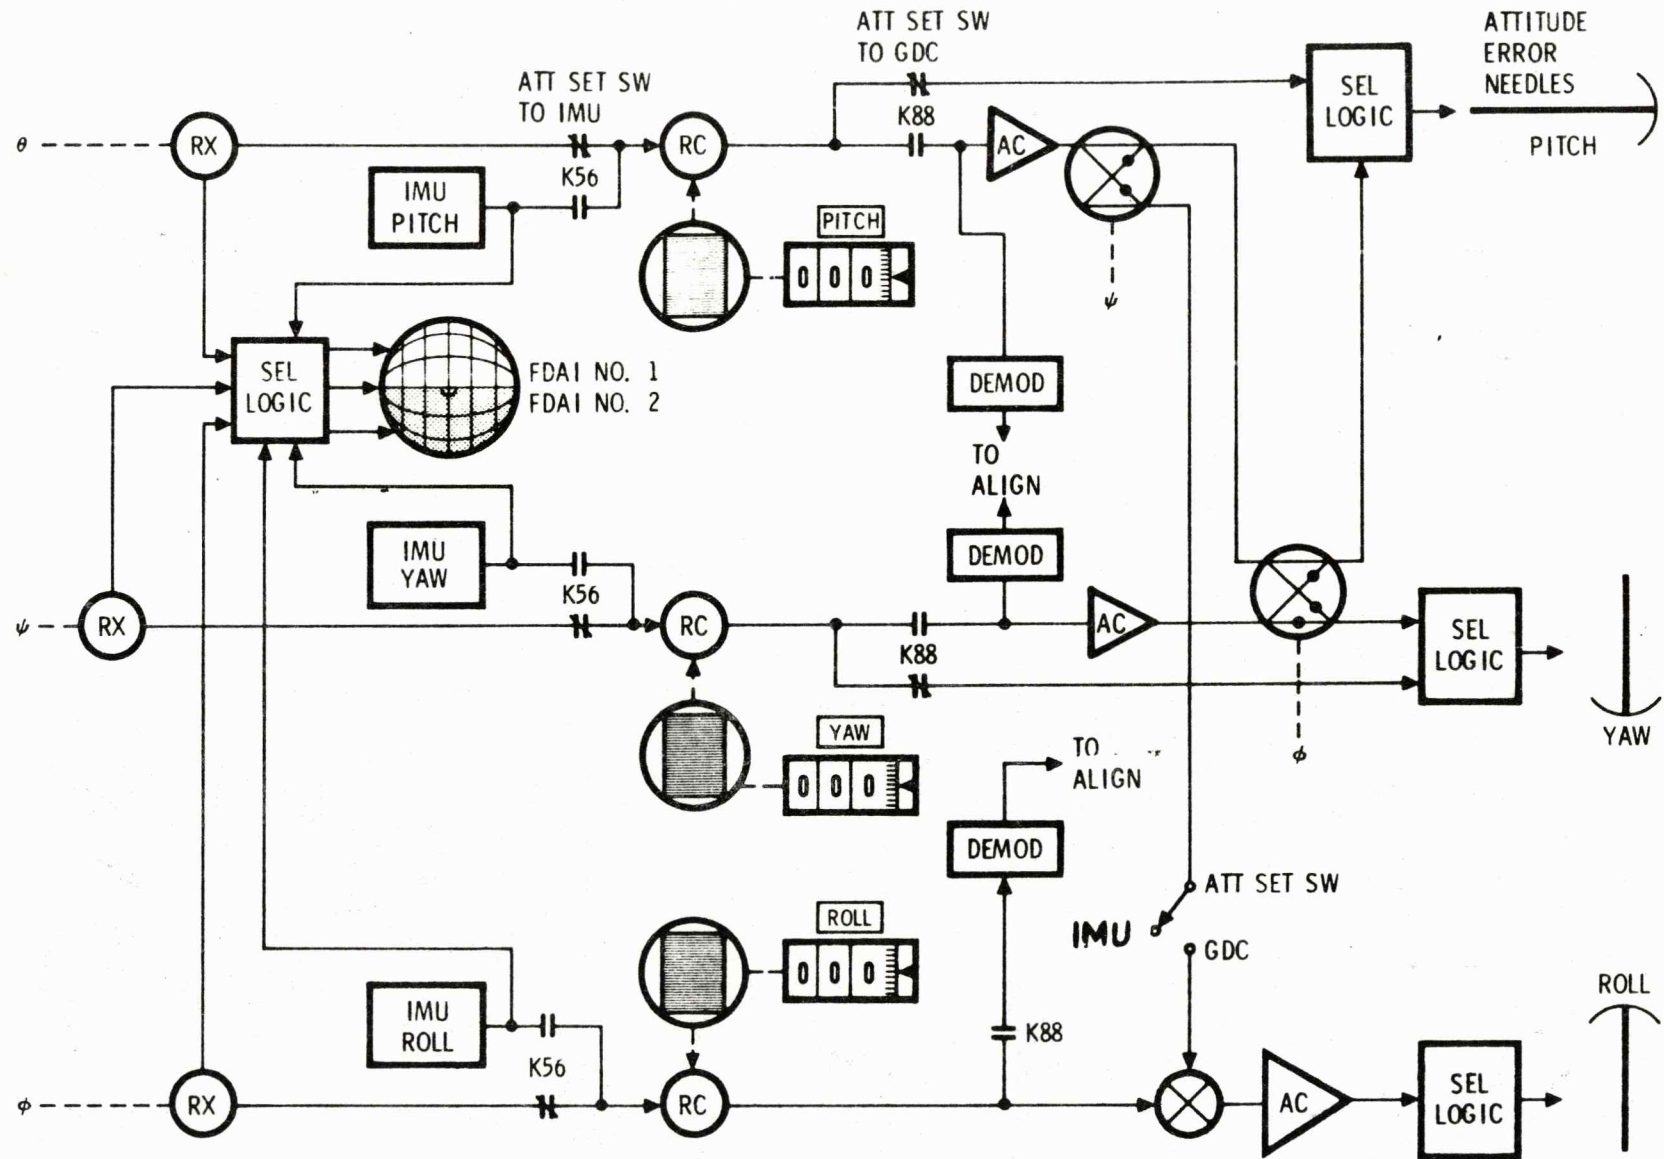 ATT SET SW
TO GDC
ATTITUDE
ERROR
NEEDLES
PITCH
SEL
LOGIC
ATT SET SW
TO IMU
θ
RX
K56
RC
K88
AC
IMU
PITCH
PITCH
0 0 0
ψ
SEL
LOGIC
FDAI NO. 1
FDAI NO. 2
DEMOD
TO
ALIGN
DEMOD
IMU
YAW
K56
ψ
RX
RC
K88
AC
SEL
LOGIC
YAW
YAW
0 0 0
ϕ
TO
ALIGN
DEMOD
ATT SET SW
IMU
GDC
ROLL
0 0 0
ROLL
IMU
ROLL
K56
K88
ϕ
RX
RC
AC
SEL
LOGIC